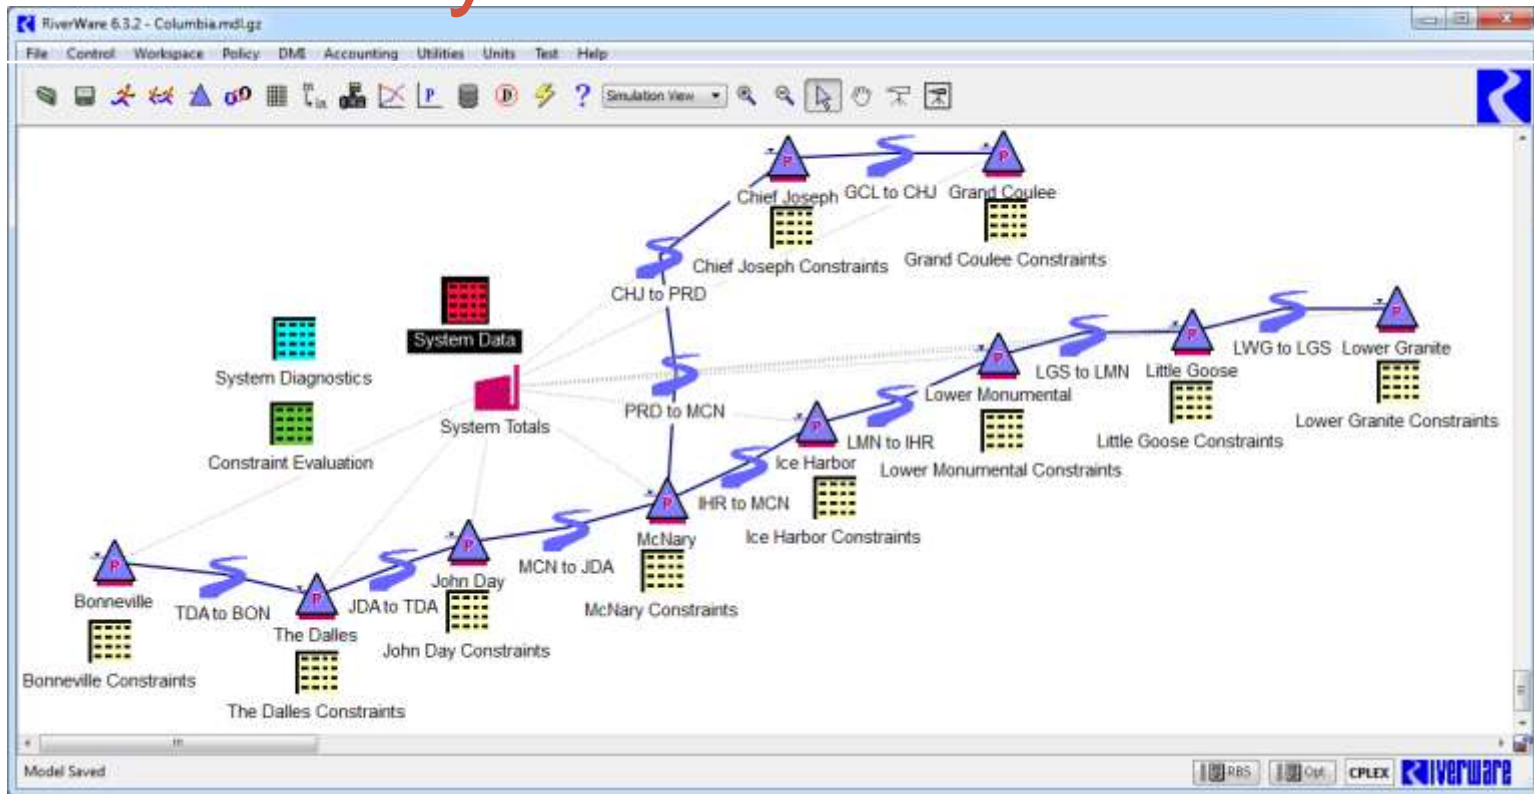 y
RiverWare 6.3.2 - Columbia.mdl.gz
File Control Workspace Policy DMI Accounting Utilities Units Test Help
Simulation View
Chief Joseph
GCL to CHJ
Grand Coulee
Chief Joseph Constraints
Grand Coulee Constraints
CHJ to PRD
System Data
System Diagnostics
System Totals
Constraint Evaluation
PRD to MCN
LWG to LGS
Lower Granite
LGS to LMN
Little Goose
Lower Monumental
Lower Granite Constraints
Little Goose Constraints
LMN to IHR
Ice Harbor
Lower Monumental Constraints
IHR to MCN
McNary
Ice Harbor Constraints
MCN to JDA
John Day
McNary Constraints
JDA to TDA
John Day Constraints
Bonneville
TDA to BON
The Dalles
Bonneville Constraints
The Dalles Constraints
Model Saved
RBS Opt CPLEX Riverware